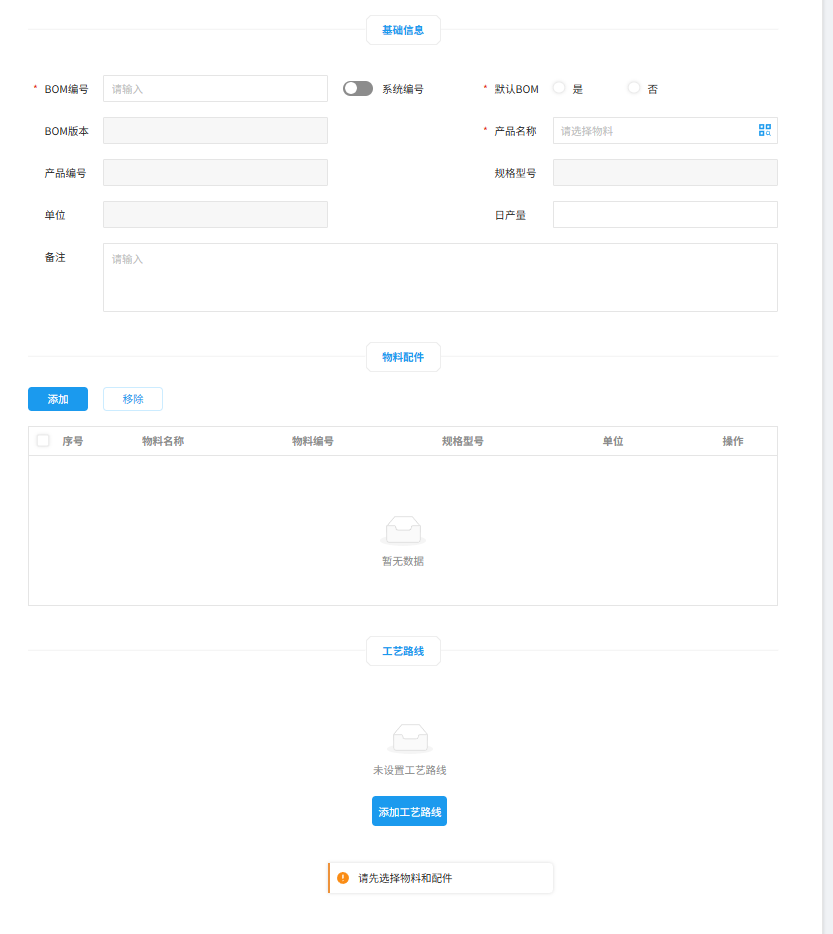 基础信息
* BOM编号 请输入 系统编号 * 默认BOM 是 否
BOM版本 * 产品名称 请选择物料
产品编号 规格型号
单位 日产量
备注 请输入
物料配件
添加 移除
序号 物料名称 物料编号 规格型号 单位 操作
暂无数据
工艺路线
未设置工艺路线
添加工艺路线
请先选择物料和配件